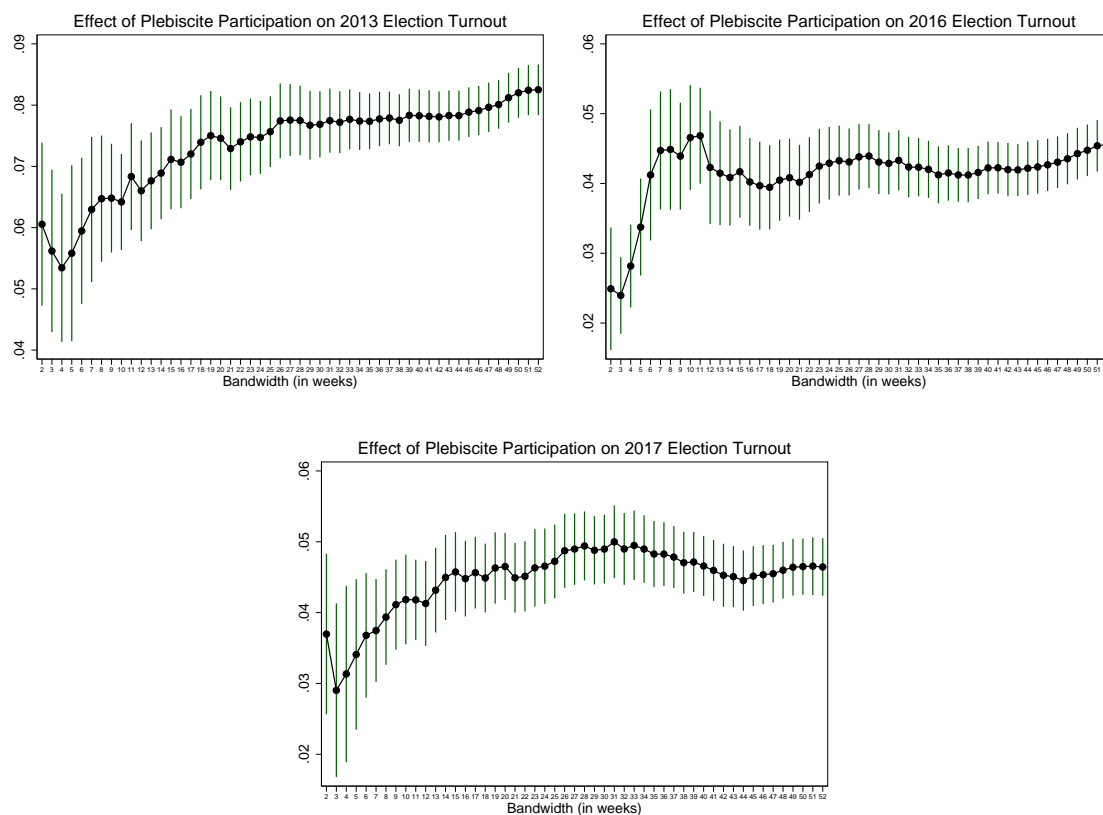 Effect of Plebiscite Participation on 2013 Election Turnout
.09
.08
.07
.06
.05
.04
2 3 4 5 6 7 8 9 10 11 12 13 14 15 16 17 18 19 20 21 22 23 24 25 26 27 28 29 30 31 32 33 34 35 36 37 38 39 40 41 42 43 44 45 46 47 48 49 50 51 52
Bandwidth (in weeks)
Effect of Plebiscite Participation on 2016 Election Turnout
.06
.05
.04
.03
.02
2 3 4 5 6 7 8 9 10 11 12 13 14 15 16 17 18 19 20 21 22 23 24 25 26 27 28 29 30 31 32 33 34 35 36 37 38 39 40 41 42 43 44 45 46 47 48 49 50 51
Bandwidth (in weeks)
Effect of Plebiscite Participation on 2017 Election Turnout
.06
.05
.04
.03
.02
2 3 4 5 6 7 8 9 10 11 12 13 14 15 16 17 18 19 20 21 22 23 24 25 26 27 28 29 30 31 32 33 34 35 36 37 38 39 40 41 42 43 44 45 46 47 48 49 50 51 52
Bandwidth (in weeks)